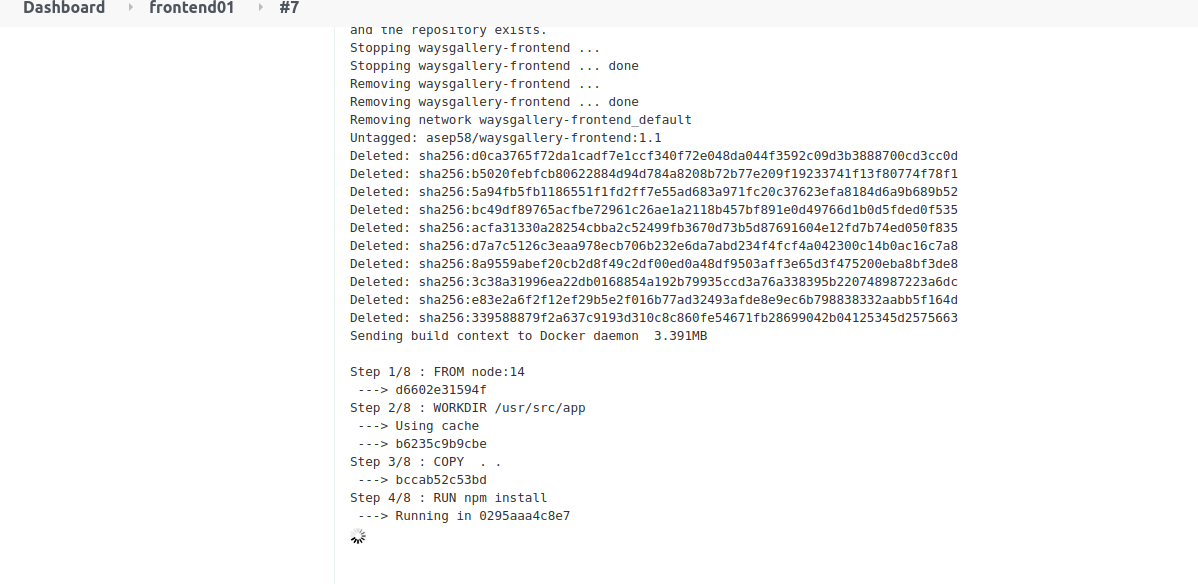 Dashboard › frontend01 › #7
and the repository exists.
Stopping waysgallery-frontend ...
Stopping waysgallery-frontend ... done
Removing waysgallery-frontend ...
Removing waysgallery-frontend ... done
Removing network waysgallery-frontend_default
Untagged: asep58/waysgallery-frontend:1.1
Deleted: sha256:d0ca3765f72da1cadf7e1ccf340f72e048da044f3592c09d3b3888700cd3cc0d
Deleted: sha256:b5020febfcb80622884d94d784a8208b72b77e209f19233741f13f80774f78f1
Deleted: sha256:5a94fb5fb1186551f1fd2ff7e55ad683a971fc20c37623efa8184d6a9b689b52
Deleted: sha256:bc49df89765acfbe72961c26ae1a2118b457bf891e0d49766d1b0d5fded0f535
Deleted: sha256:acfa31330a28254cbba2c52499fb3670d73b5d87691604e12fd7b74ed050f835
Deleted: sha256:d7a7c5126c3eaa978ecb706b232e6da7abd234f4fcf4a042300c14b0ac16c7a8
Deleted: sha256:8a9559abef20cb2d8f49c2df00ed0a48df9503aff3e65d3f475200eba8bf3de8
Deleted: sha256:3c38a31996ea22db0168854a192b79935ccd3a76a338395b220748987223a6dc
Deleted: sha256:e83e2a6f2f12ef29b5e2f016b77ad32493afde8e9ec6b798838332aabb5f164d
Deleted: sha256:339588879f2a637c9193d310c8c860fe54671fb28699042b04125345d2575663
Sending build context to Docker daemon  3.391MB
Step 1/8 : FROM node:14
---> d6602e31594f
Step 2/8 : WORKDIR /usr/src/app
---> Using cache
---> b6235c9b9cbe
Step 3/8 : COPY  . .
---> bccab52c53bd
Step 4/8 : RUN npm install
---> Running in 0295aaa4c8e7